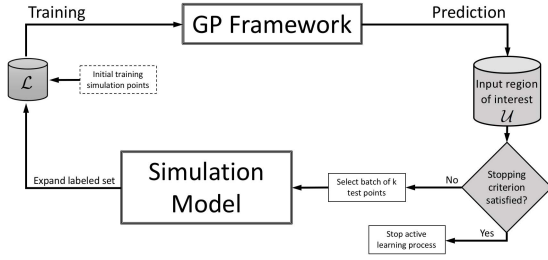 Training
GP Framework
Prediction
ℒ
Initial training
simulation points
Input region
of interest
𝒰
Simulation
Model
Expand labeled set
Select batch of k
test points
No
Stopping
criterion
satisfied?
Yes
Stop active
learning process